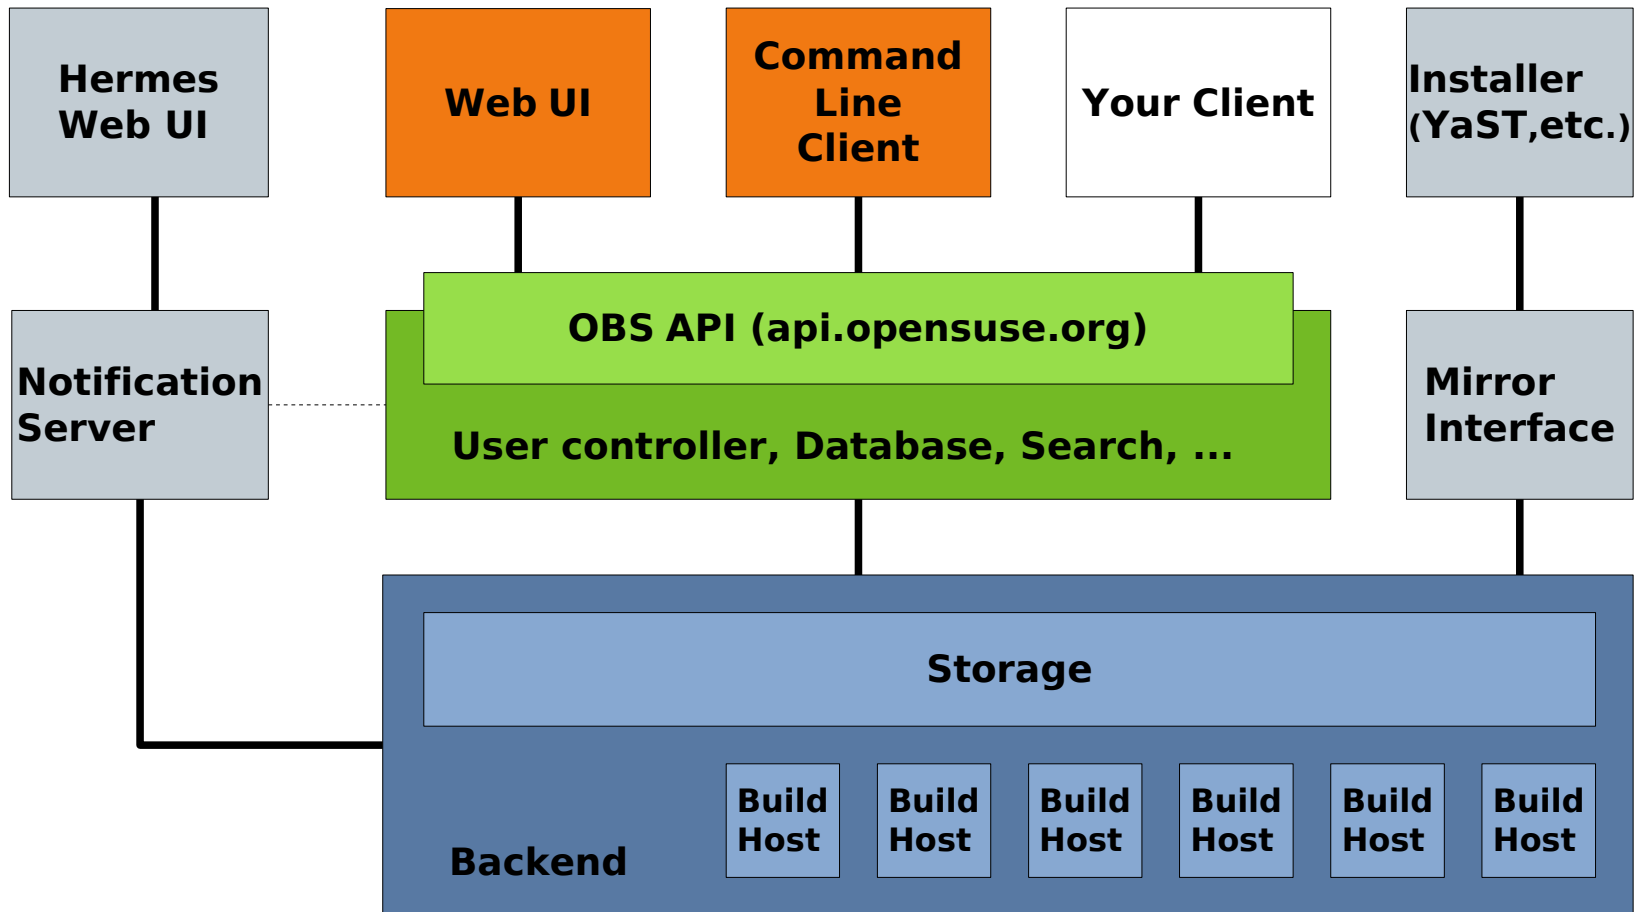 Hermes
Web UI
Web UI
Command
Line
Client
Your Client
Installer
(YaST,etc.)
OBS API (api.opensuse.org)
Notification
Server
User controller, Database, Search, ...
Mirror
Interface
Storage
Build
Host
Build
Host
Build
Host
Build
Host
Build
Host
Build
Host
Backend